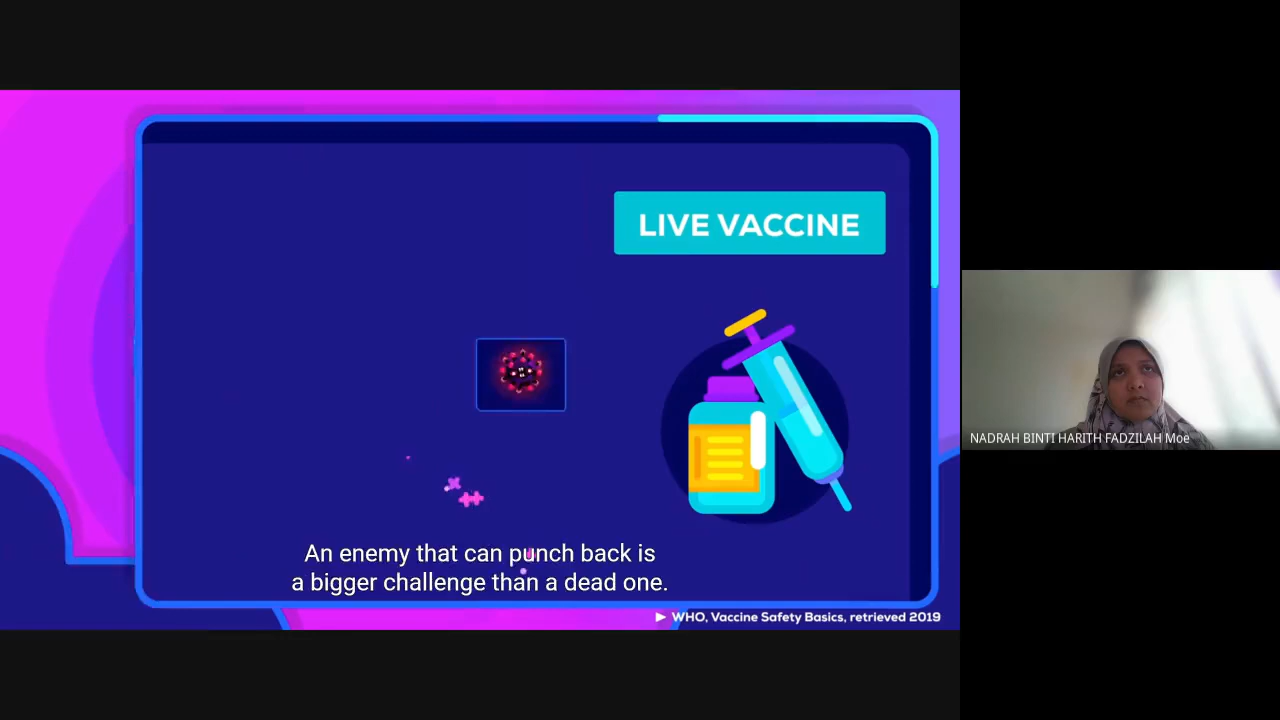 LIVE VACCINE
An enemy that can punch back is
a bigger challenge than a dead one.
► WHO, Vaccine Safety Basics, retrieved 2019
NADRAH BINTI HARITH FADZILAH Moe